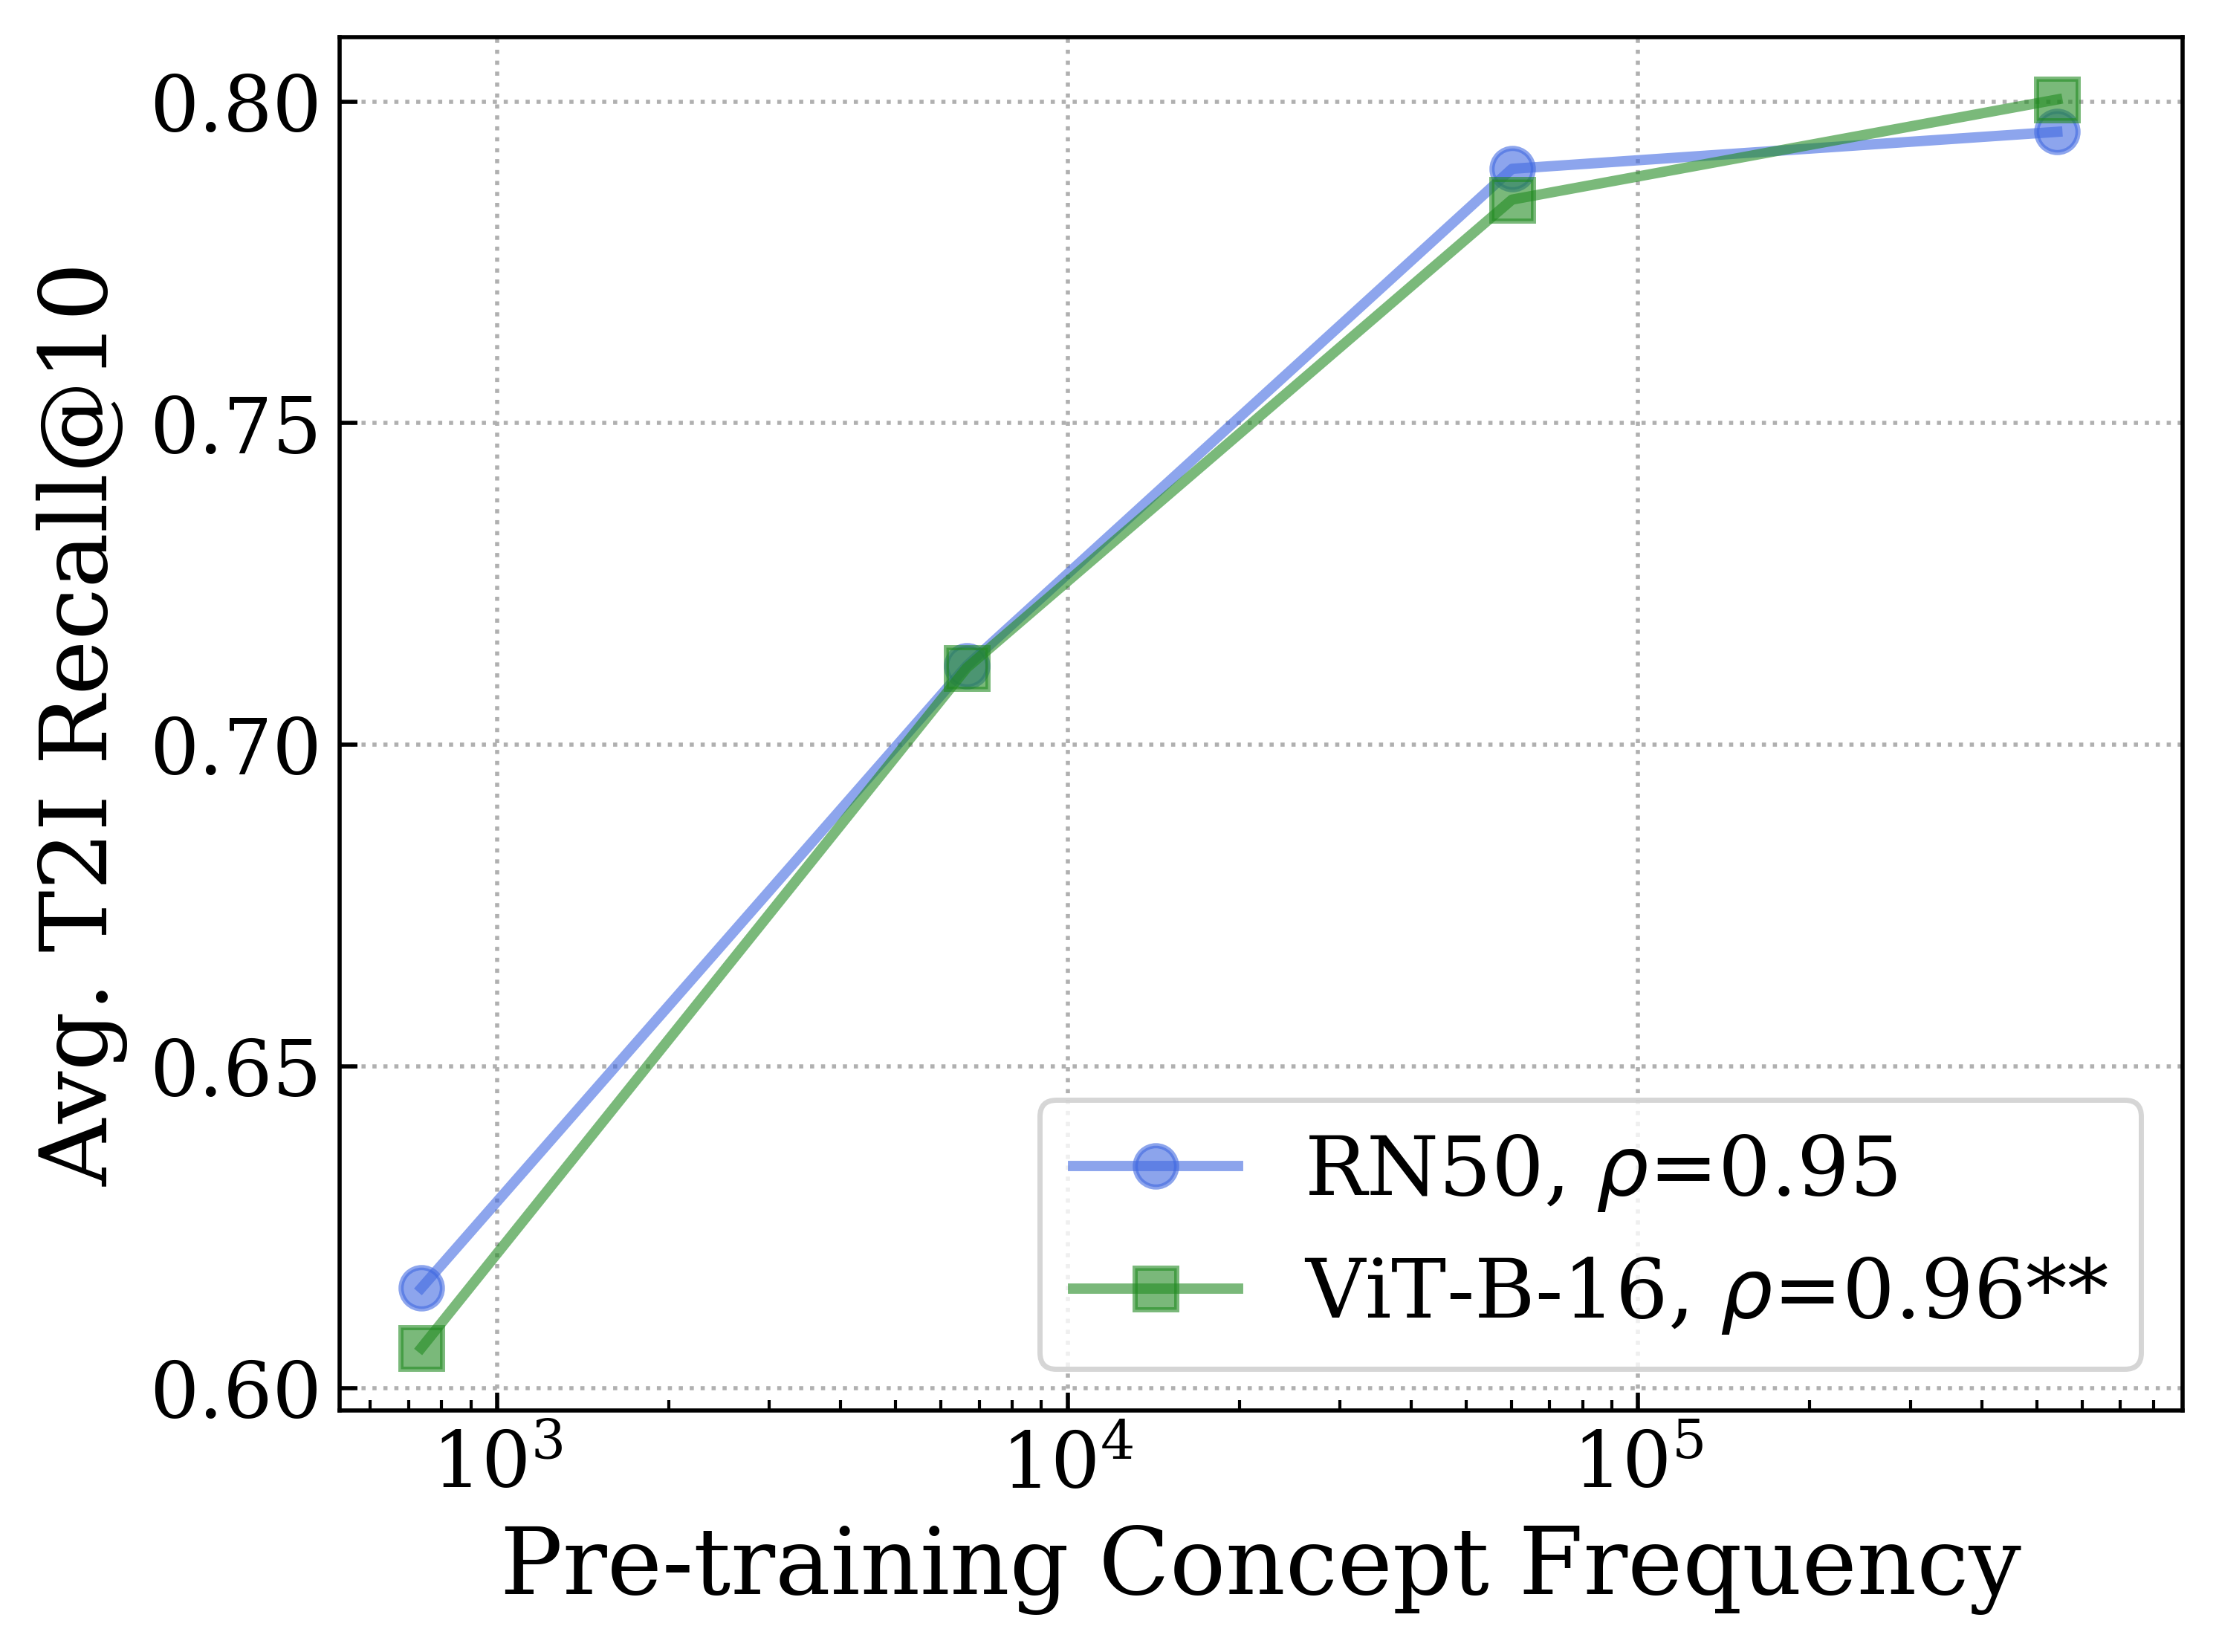 0.80
0.75
0.70
0.65
0.60
Avg. T2I Recall@10
RN50, ρ=0.95
ViT-B-16, ρ=0.96**
10³ 10⁴ 10⁵
Pre-training Concept Frequency